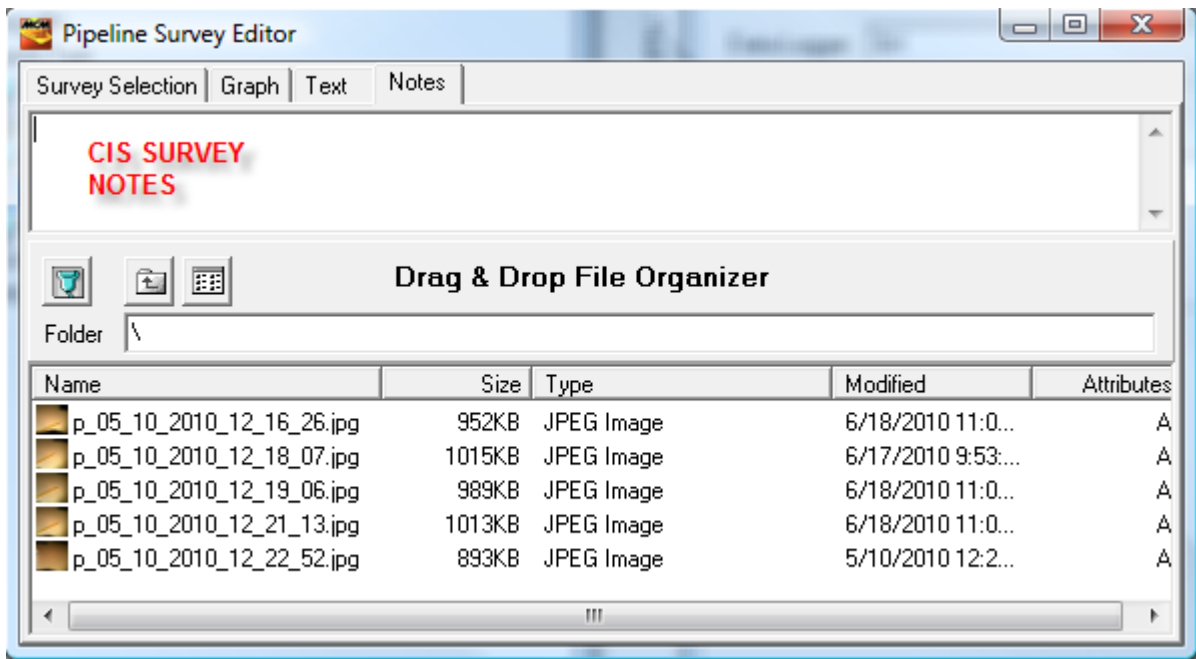 MCM Pipeline Survey Editor
Survey Selection Graph Text Notes
CIS SURVEY
NOTES
Drag & Drop File Organizer
Folder \
Name Size Type Modified Attributes
p_05_10_2010_12_16_26.jpg 952KB JPEG Image 6/18/2010 11:0... A
p_05_10_2010_12_18_07.jpg 1015KB JPEG Image 6/17/2010 9:53:... A
p_05_10_2010_12_19_06.jpg 989KB JPEG Image 6/18/2010 11:0... A
p_05_10_2010_12_21_13.jpg 1013KB JPEG Image 6/18/2010 11:0... A
p_05_10_2010_12_22_52.jpg 893KB JPEG Image 5/10/2010 12:2... A